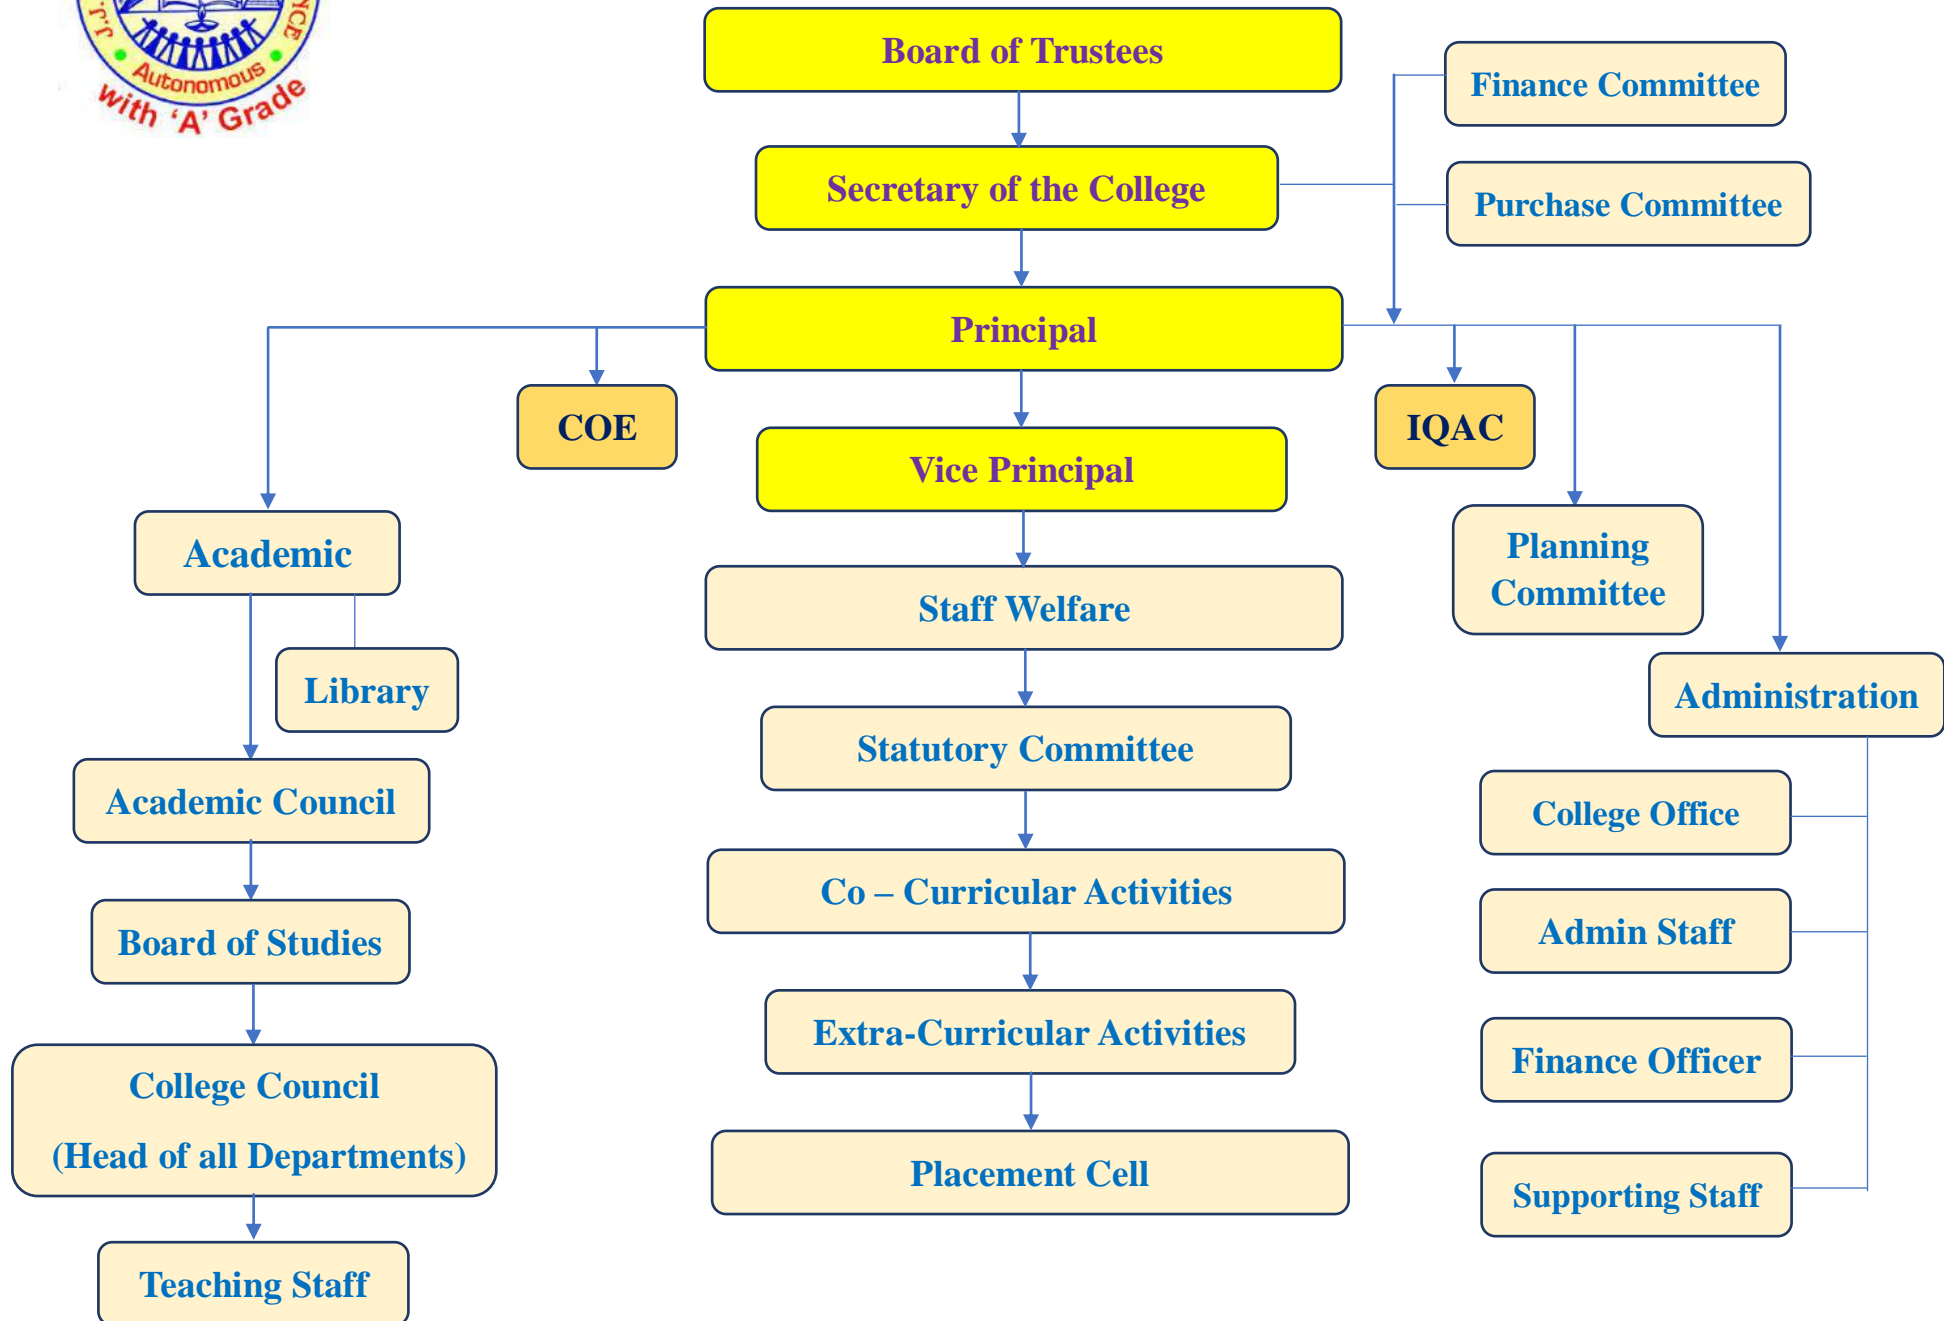 J.J.
NCE
Autonomous
with ‘A’ Grade
Board of Trustees
Finance Committee
Secretary of the College
Purchase Committee
Principal
COE
IQAC
Vice Principal
Academic
Planning
Committee
Staff Welfare
Library
Administration
Statutory Committee
Academic Council
College Office
Co – Curricular Activities
Board of Studies
Admin Staff
Extra-Curricular Activities
Finance Officer
College Council
(Head of all Departments)
Placement Cell
Supporting Staff
Teaching Staff